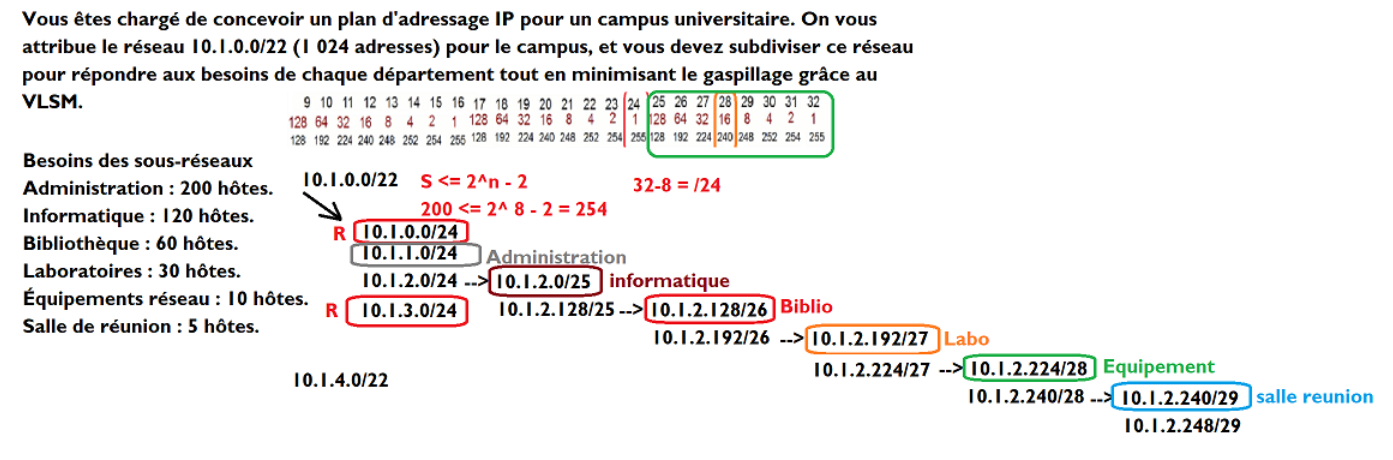 Vous êtes chargé de concevoir un plan d'adressage IP pour un campus universitaire. On vous
attribue le réseau 10.1.0.0/22 (1 024 adresses) pour le campus, et vous devez subdiviser ce réseau
pour répondre aux besoins de chaque département tout en minimisant le gaspillage grâce au
VLSM.
9 10 11 12 13 14 15 16 17 18 19 20 21 22 23 24 25 26 27 28 29 30 31 32
128 64 32 16 8 4 2 1 128 64 32 16 8 4 2 1 128 64 32 16 8 4 2 1
128 192 224 240 248 252 254 255 128 192 224 240 248 252 254 255 128 192 224 240 248 252 254 255
Besoins des sous-réseaux
Administration : 200 hôtes.
Informatique : 120 hôtes.
Bibliothèque : 60 hôtes.
Laboratoires : 30 hôtes.
Équipements réseau : 10 hôtes.
Salle de réunion : 5 hôtes.
10.1.0.0/22 S <= 2^n - 2 32-8 = /24
200 <= 2^ 8 - 2 = 254
R 10.1.0.0/24
10.1.1.0/24 Administration
10.1.2.0/24 --> 10.1.2.0/25 informatique
R 10.1.3.0/24 10.1.2.128/25 --> 10.1.2.128/26 Biblio
10.1.2.192/26 --> 10.1.2.192/27 Labo
10.1.2.224/27 --> 10.1.2.224/28 Equipement
10.1.4.0/22
10.1.2.240/28 --> 10.1.2.240/29 salle reunion
10.1.2.248/29